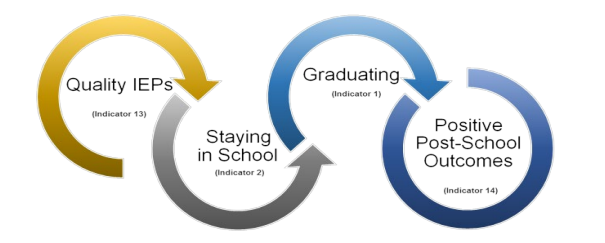 Quality IEPs
(Indicator 13)
Staying
in School
(Indicator 2)
Graduating
(Indicator 1)
Positive
Post-School
Outcomes
(Indicator 14)